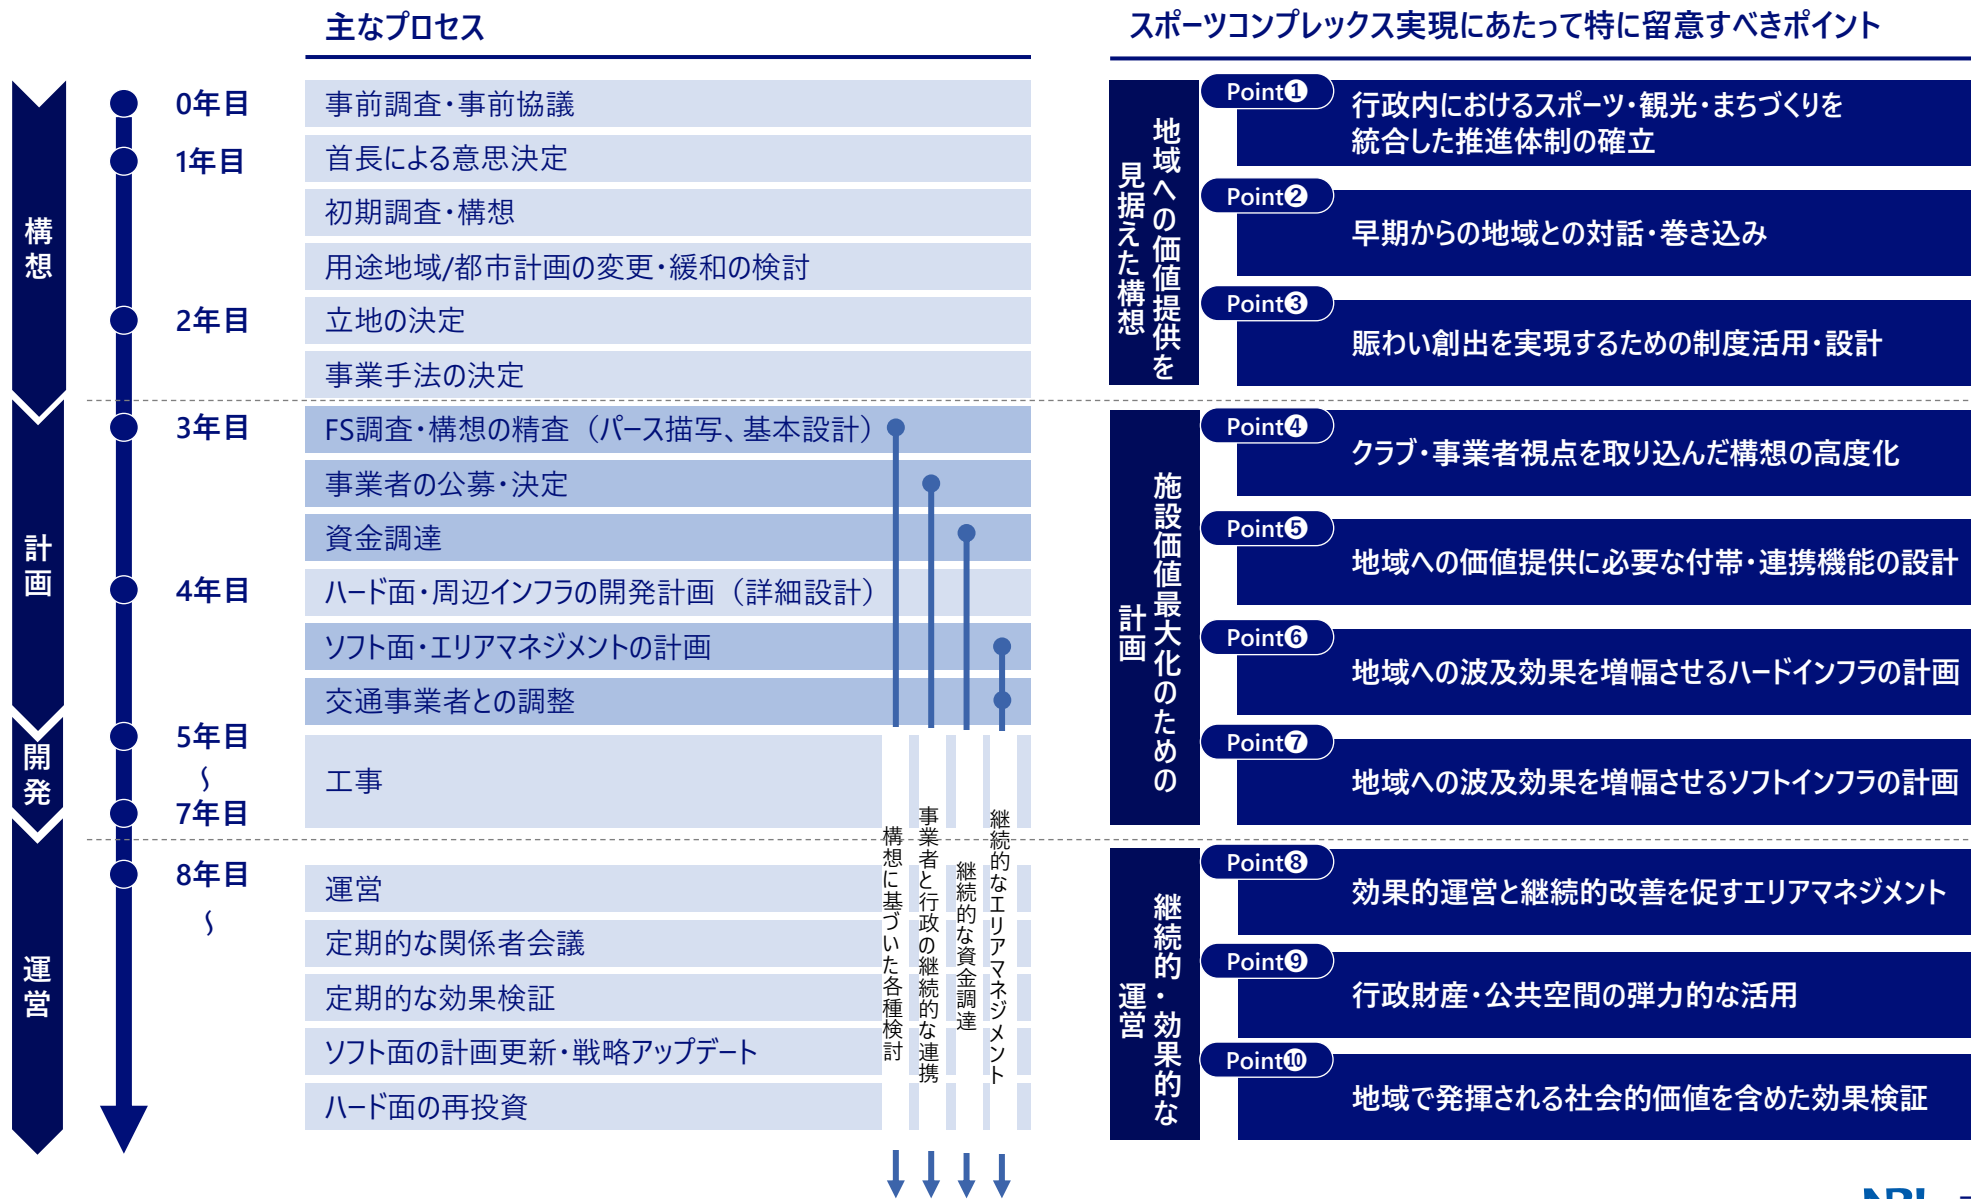 主なプロセス
スポーツコンプレックス実現にあたって特に留意すべきポイント
構想
0年目
事前調査・事前協議
1年目
首長による意思決定
初期調査・構想
用途地域/都市計画の変更・緩和の検討
2年目
立地の決定
事業手法の決定
計画
3年目
FS調査・構想の精査（パース描写、基本設計）
事業者の公募・決定
資金調達
4年目
ハード面・周辺インフラの開発計画（詳細設計）
ソフト面・エリアマネジメントの計画
交通事業者との調整
開発
5年目
～
7年目
工事
運営
8年目
～
運営
定期的な関係者会議
定期的な効果検証
ソフト面の計画更新・戦略アップデート
ハード面の再投資
構想に基づいた各種検討
事業者と行政の継続的な連携
継続的な資金調達
継続的なエリアマネジメント
地域への価値提供を
見据えた構想
Point❶
行政内におけるスポーツ・観光・まちづくりを
統合した推進体制の確立
Point❷
早期からの地域との対話・巻き込み
Point❸
賑わい創出を実現するための制度活用・設計
施設価値最大化のための
計画
Point❹
クラブ・事業者視点を取り込んだ構想の高度化
Point❺
地域への価値提供に必要な付帯・連携機能の設計
Point❻
地域への波及効果を増幅させるハードインフラの計画
Point❼
地域への波及効果を増幅させるソフトインフラの計画
継続的・効果的な
運営
Point❽
効果的運営と継続的改善を促すエリアマネジメント
Point❾
行政財産・公共空間の弾力的な活用
Point❿
地域で発揮される社会的価値を含めた効果検証